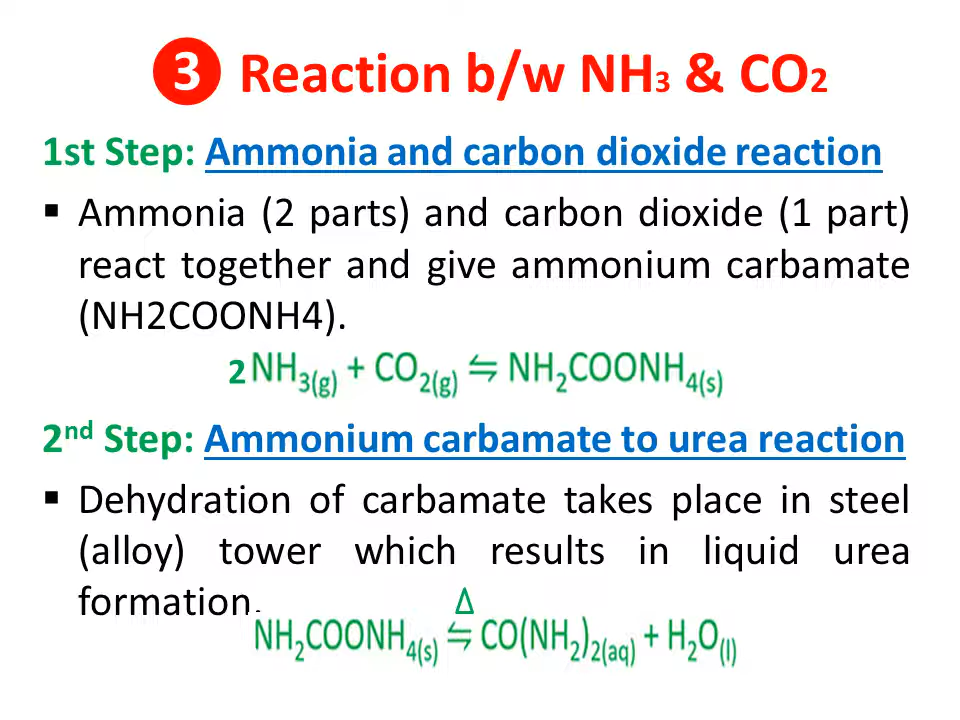 ❸ Reaction b/w NH₃ & CO₂
1st Step: Ammonia and carbon dioxide reaction
▪ Ammonia (2 parts) and carbon dioxide (1 part)
react together and give ammonium carbamate
(NH2COONH4).
2 NH₃₍g₎ + CO₂₍g₎ ⇋ NH₂COONH₄₍s₎
2ⁿᵈ Step: Ammonium carbamate to urea reaction
▪ Dehydration of carbamate takes place in steel
(alloy) tower which results in liquid urea
formation.
Δ
NH₂COONH₄₍s₎ ⇋ CO(NH₂)₂₍aq₎ + H₂O₍l₎